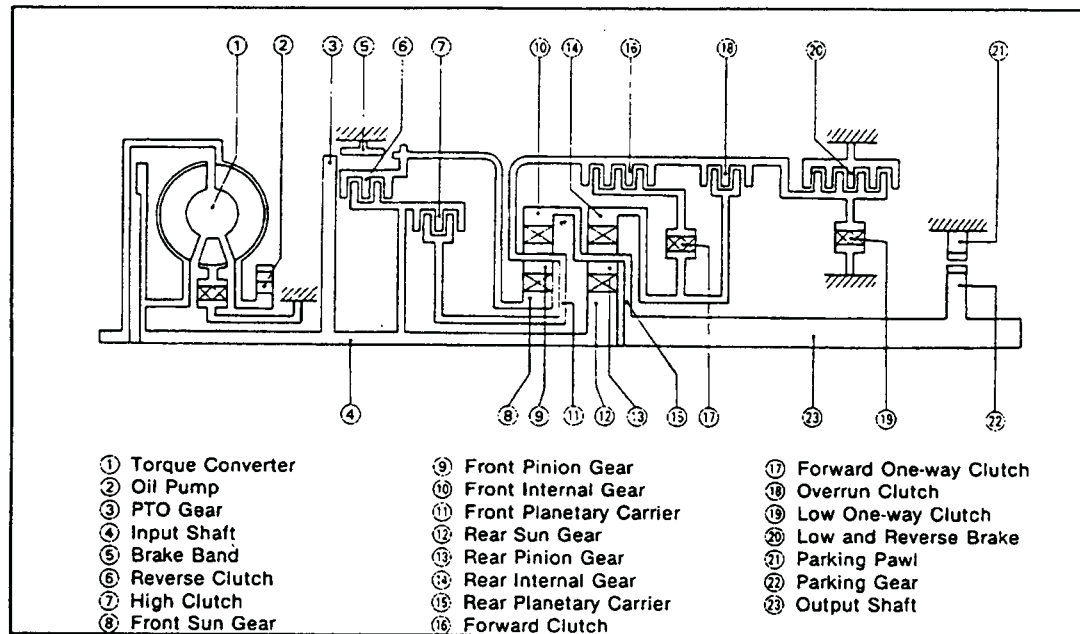 ① ② ③ ⑤ ⑥ ⑦ ⑩ ⑭ ⑯ ⑱ ⑳ ㉑
④ ⑧ ⑨ ⑪ ⑫ ⑬ ⑮ ⑰ ㉓ ⑲ ㉒
① Torque Converter
② Oil Pump
③ PTO Gear
④ Input Shaft
⑤ Brake Band
⑥ Reverse Clutch
⑦ High Clutch
⑧ Front Sun Gear
⑨ Front Pinion Gear
⑩ Front Internal Gear
⑪ Front Planetary Carrier
⑫ Rear Sun Gear
⑬ Rear Pinion Gear
⑭ Rear Internal Gear
⑮ Rear Planetary Carrier
⑯ Forward Clutch
⑰ Forward One-way Clutch
⑱ Overrun Clutch
⑲ Low One-way Clutch
⑳ Low and Reverse Brake
㉑ Parking Pawl
㉒ Parking Gear
㉓ Output Shaft